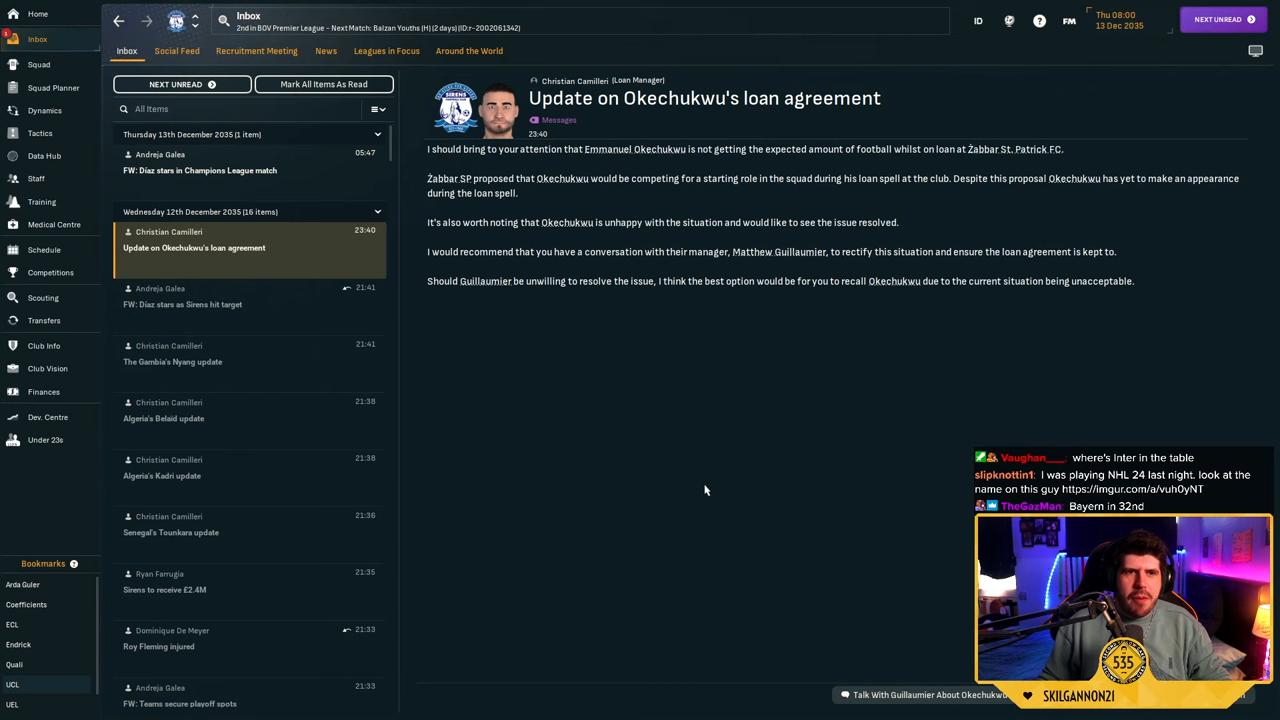 Home
Inbox
Squad
Squad Planner
Dynamics
Tactics
Data Hub
Staff
Training
Medical Centre
Schedule
Competitions
Scouting
Transfers
Club Info
Club Vision
Finances
Dev. Centre
Under 23s
Bookmarks
Arda Guler
Coefficients
ECL
Endrick
Quali
UCL
UEL
Inbox
2nd in BOV Premier League - Next Match: Balzan Youths (H) (2 days) (ID:r-2002061342)
ID
FM
Thu 08:00
13 Dec 2035
NEXT UNREAD
Inbox Social Feed Recruitment Meeting News Leagues in Focus Around the World
NEXT UNREAD
Mark All Items As Read
All Items
Thursday 13th December 2035 (1 item)
Andreja Galea 05:47
FW: Díaz stars in Champions League match
Wednesday 12th December 2035 (16 items)
Christian Camilleri 23:40
Update on Okechukwu's loan agreement
Andreja Galea 21:41
FW: Díaz stars as Sirens hit target
Christian Camilleri 21:41
The Gambia's Nyang update
Christian Camilleri 21:38
Algeria's Belaïd update
Christian Camilleri 21:38
Algeria's Kadri update
Christian Camilleri 21:36
Senegal's Tounkara update
Ryan Farrugia 21:35
Sirens to receive £2.4M
Dominique De Meyer 21:33
Roy Fleming injured
Andreja Galea 21:33
FW: Teams secure playoff spots
Christian Camilleri (Loan Manager)
Update on Okechukwu's loan agreement
Messages
23:40
I should bring to your attention that Emmanuel Okechukwu is not getting the expected amount of football whilst on loan at Żabbar St. Patrick FC.
Żabbar SP proposed that Okechukwu would be competing for a starting role in the squad during his loan spell at the club. Despite this proposal Okechukwu has yet to make an appearance
during the loan spell.
It's also worth noting that Okechukwu is unhappy with the situation and would like to see the issue resolved.
I would recommend that you have a conversation with their manager, Matthew Guillaumier, to rectify this situation and ensure the loan agreement is kept to.
Should Guillaumier be unwilling to resolve the issue, I think the best option would be for you to recall Okechukwu due to the current situation being unacceptable.
Vaughan____: where's Inter in the table
slipknottin1: I was playing NHL 24 last night. look at the
name on this guy https://imgur.com/a/vuh0yNT
TheGazMan: Bayern in 32nd
Talk With Guillaumier About Okechukwu
535
SKILGANNON21